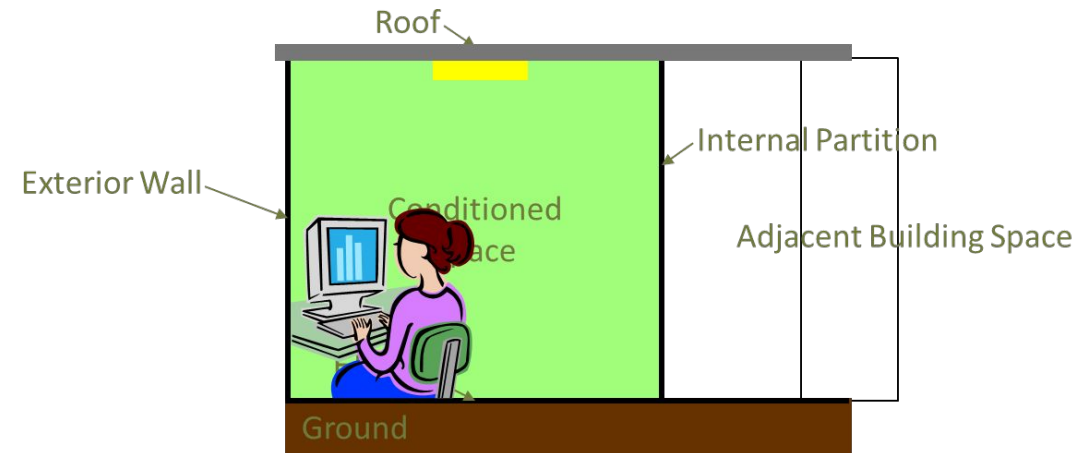 Roof
Internal Partition
Exterior Wall
Conditioned
Adjacent Building Space
Ground